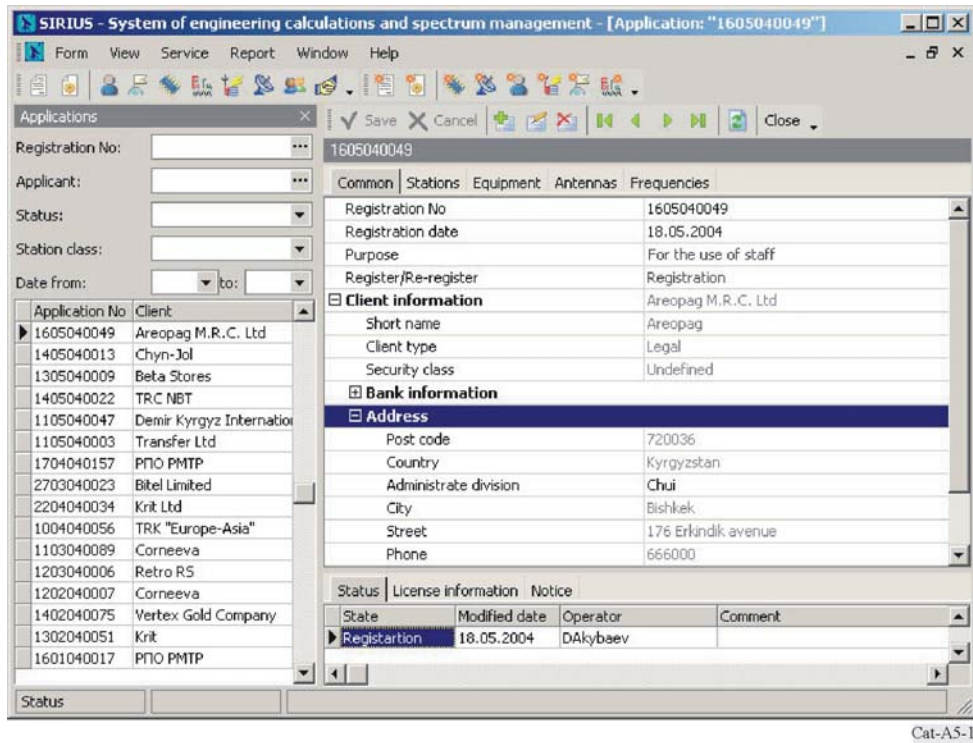 SIRIUS - System of engineering calculations and spectrum management - [Application: "1605040049"]
Form View Service Report Window Help
Applications
Save Cancel Close
Registration No:
Applicant:
Status:
Station class:
Date from: to:
Application No Client
1605040049 Areopag M.R.C. Ltd
1405040013 Chyn-Jol
1305040009 Beta Stores
1405040022 TRC NBT
1105040047 Demir Kyrgyz Internation
1105040003 Transfer Ltd
1704040157 РПО РМТР
2703040023 Bitel Limited
2204040034 Krit Ltd
1004040056 TRK "Europe-Asia"
1103040089 Corneeva
1203040006 Retro RS
1202040007 Corneeva
1402040075 Vertex Gold Company
1302040051 Krit
1601040017 РПО РМТР
1605040049
Common Stations Equipment Antennas Frequencies
Registration No 1605040049
Registration date 18.05.2004
Purpose For the use of staff
Register/Re-register Registration
Client information Areopag M.R.C. Ltd
Short name Areopag
Client type Legal
Security class Undefined
Bank information
Address
Post code 720036
Country Kyrgyzstan
Administrate division Chui
City Bishkek
Street 176 Erkindik avenue
Phone 666000
Status License information Notice
State Modified date Operator Comment
Registartion 18.05.2004 DAkybaev
Status
Cat-A5-1